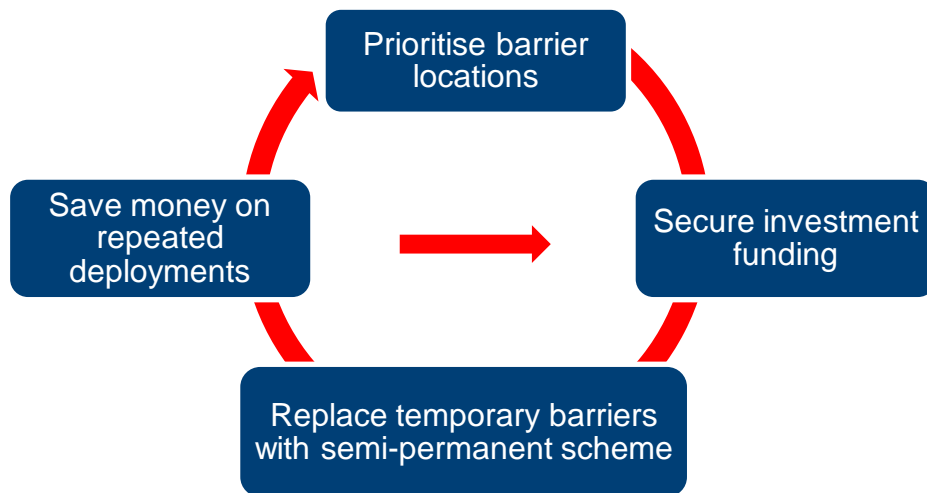 Prioritise barrier
locations
Save money on
repeated
deployments
Secure investment
funding
Replace temporary barriers
with semi-permanent scheme